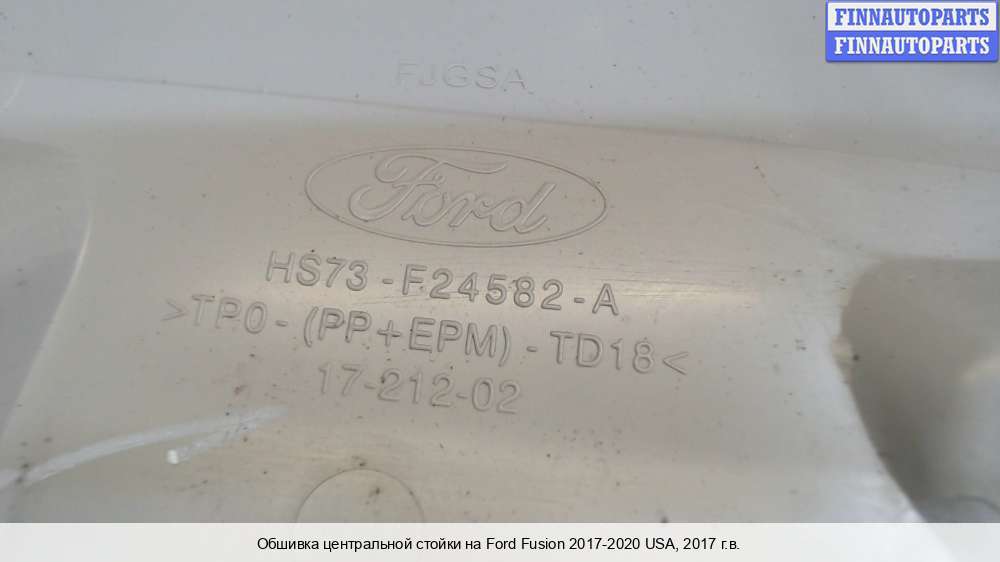 FINNAUTOPARTS
FINNAUTOPARTS
FJGSA
Ford
HS73-F24582-A
>TPO-(PP+EPM)-TD18<
17-212-02
Обшивка центральной стойки на Ford Fusion 2017-2020 USA, 2017 г.в.